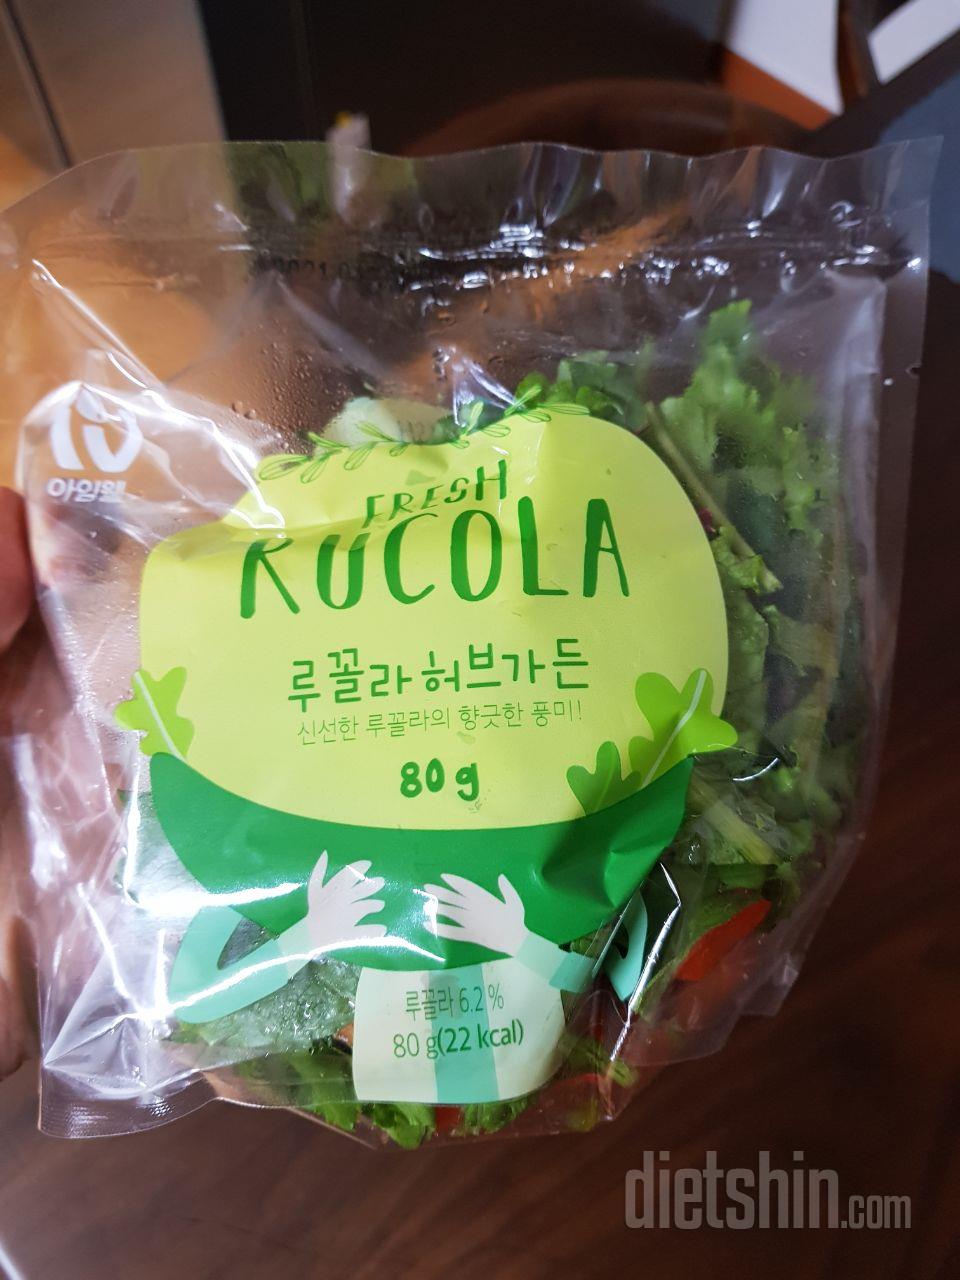 아임웰
FRESH
RUCOLA
루꼴라 허브가든
신선한 루꼴라의 향긋한 풍미!
80g
루꼴라 6.2 %
80 g(22 kcal)
dietshin.com